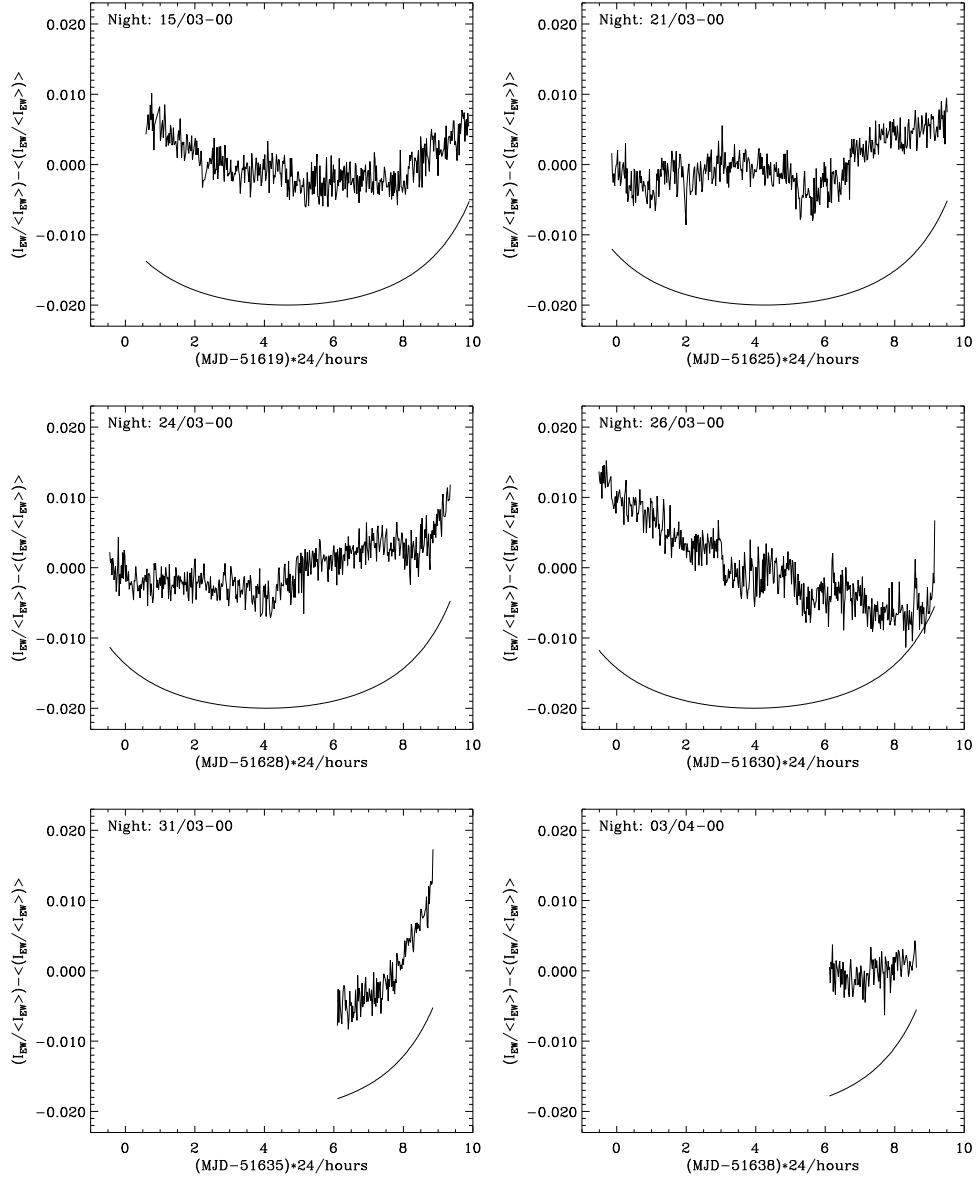 Night: 15/03-00
0.020
0.010
0.000
-0.010
-0.020
(I_EW/<I_EW>)-<(I_EW/<I_EW>)>
0 2 4 6 8 10
(MJD-51619)*24/hours
Night: 21/03-00
0.020
0.010
0.000
-0.010
-0.020
(I_EW/<I_EW>)-<(I_EW/<I_EW>)>
0 2 4 6 8 10
(MJD-51625)*24/hours
Night: 24/03-00
0.020
0.010
0.000
-0.010
-0.020
(I_EW/<I_EW>)-<(I_EW/<I_EW>)>
0 2 4 6 8 10
(MJD-51628)*24/hours
Night: 26/03-00
0.020
0.010
0.000
-0.010
-0.020
(I_EW/<I_EW>)-<(I_EW/<I_EW>)>
0 2 4 6 8 10
(MJD-51630)*24/hours
Night: 31/03-00
0.020
0.010
0.000
-0.010
-0.020
(I_EW/<I_EW>)-<(I_EW/<I_EW>)>
0 2 4 6 8 10
(MJD-51635)*24/hours
Night: 03/04-00
0.020
0.010
0.000
-0.010
-0.020
(I_EW/<I_EW>)-<(I_EW/<I_EW>)>
0 2 4 6 8 10
(MJD-51638)*24/hours